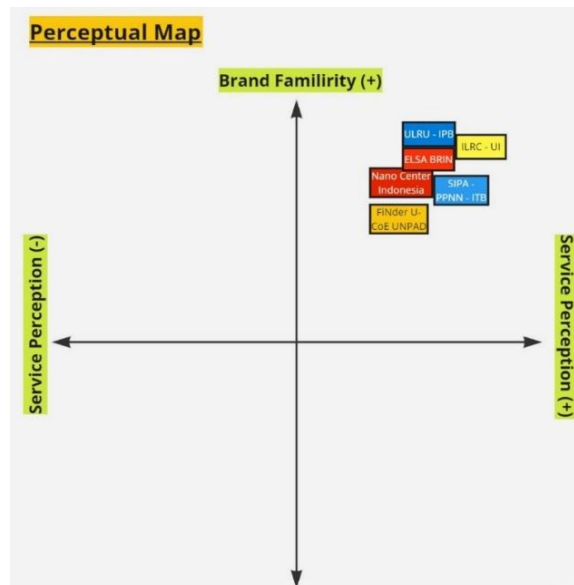 Perceptual Map
Brand Familirity (+)
ULRU - IPB
ILRC - UI
ELSA BRIN
Nano Center
Indonesia
SIPA -
PPNN - ITB
FiNder U-
CoE UNPAD
Service Perception (-)
Service Perception (+)